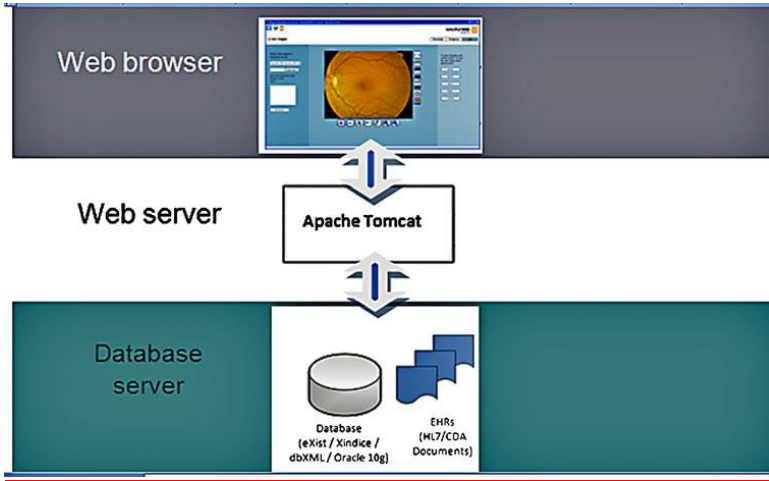 Web browser
Web server
Apache Tomcat
Database
server
Database
(eXist / Xindice /
dbXML / Oracle 10g)
EHRs
(HL7/CDA
Documents)